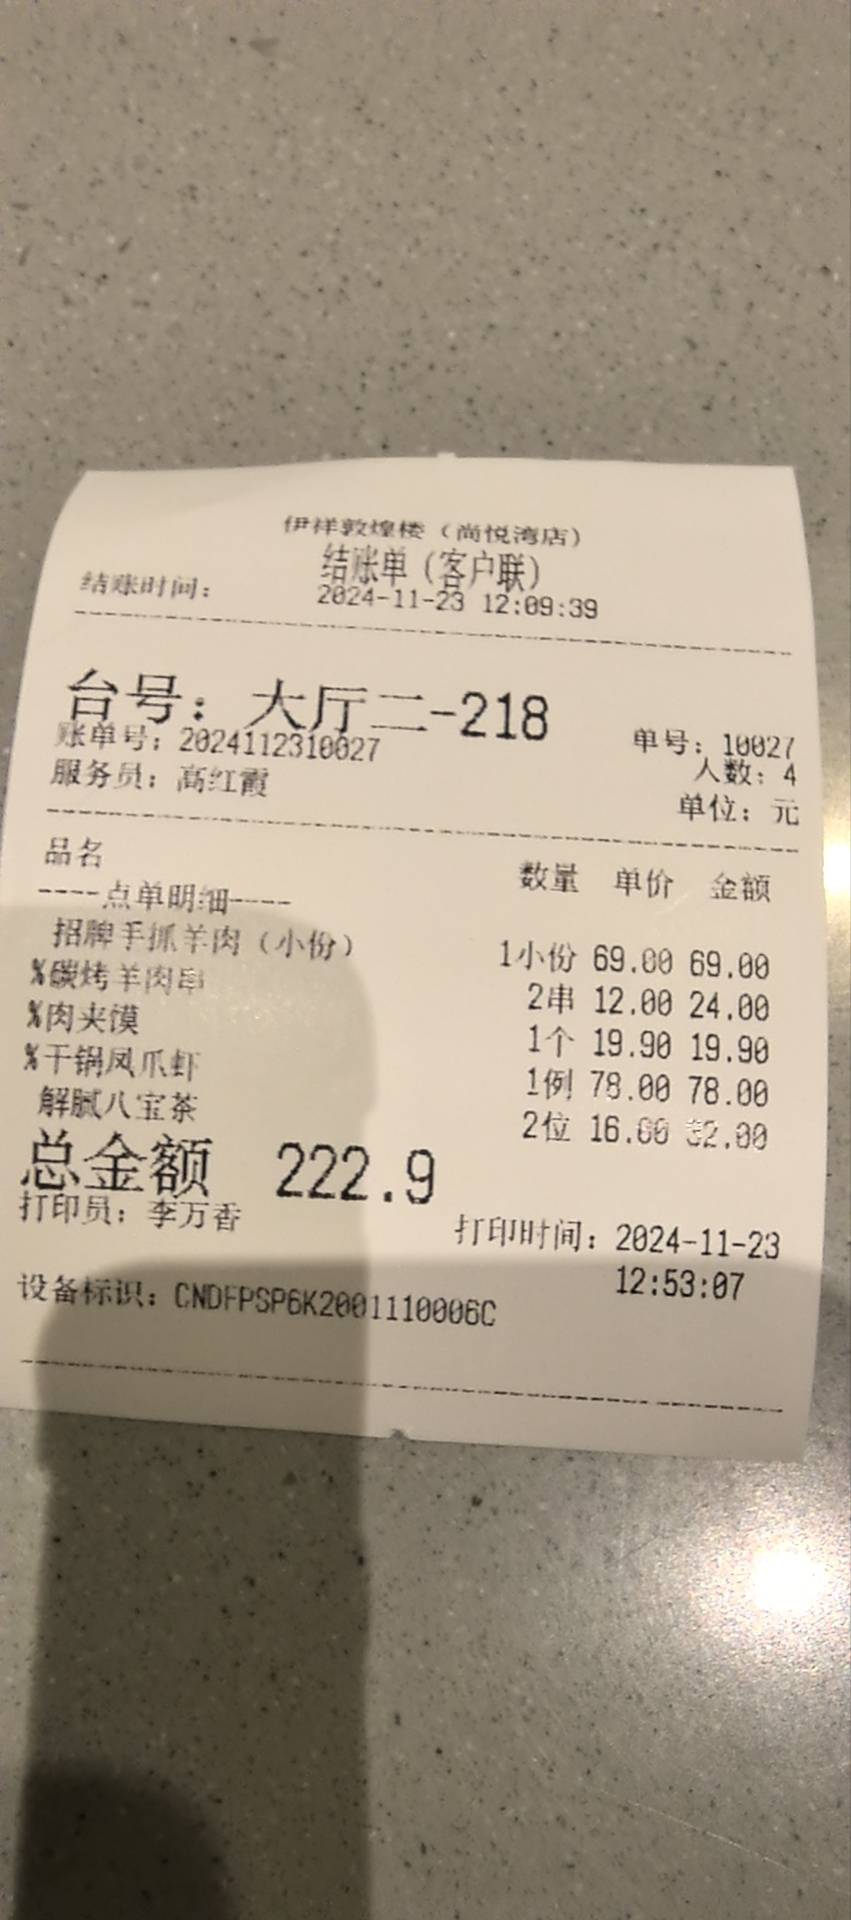 伊祥敦煌楼（尚悦湾店）
结账单（客户联）
结账时间： 2024-11-23 12:09:39
台号：大厅二-218
账单号：2024112310027 单号：10027
服务员：高红霞 人数：4
单位：元
品名 数量 单价 金额
----点单明细----
招牌手抓羊肉（小份） 1小份 69.00 69.00
%碳烤羊肉串 2串 12.00 24.00
%肉夹馍 1个 19.90 19.90
%干锅凤爪虾 1例 78.00 78.00
解腻八宝茶 2位 16.00 32.00
总金额 222.9
打印员：李万香 打印时间：2024-11-23
12:53:07
设备标识：CNDFPSP6K2001110006C